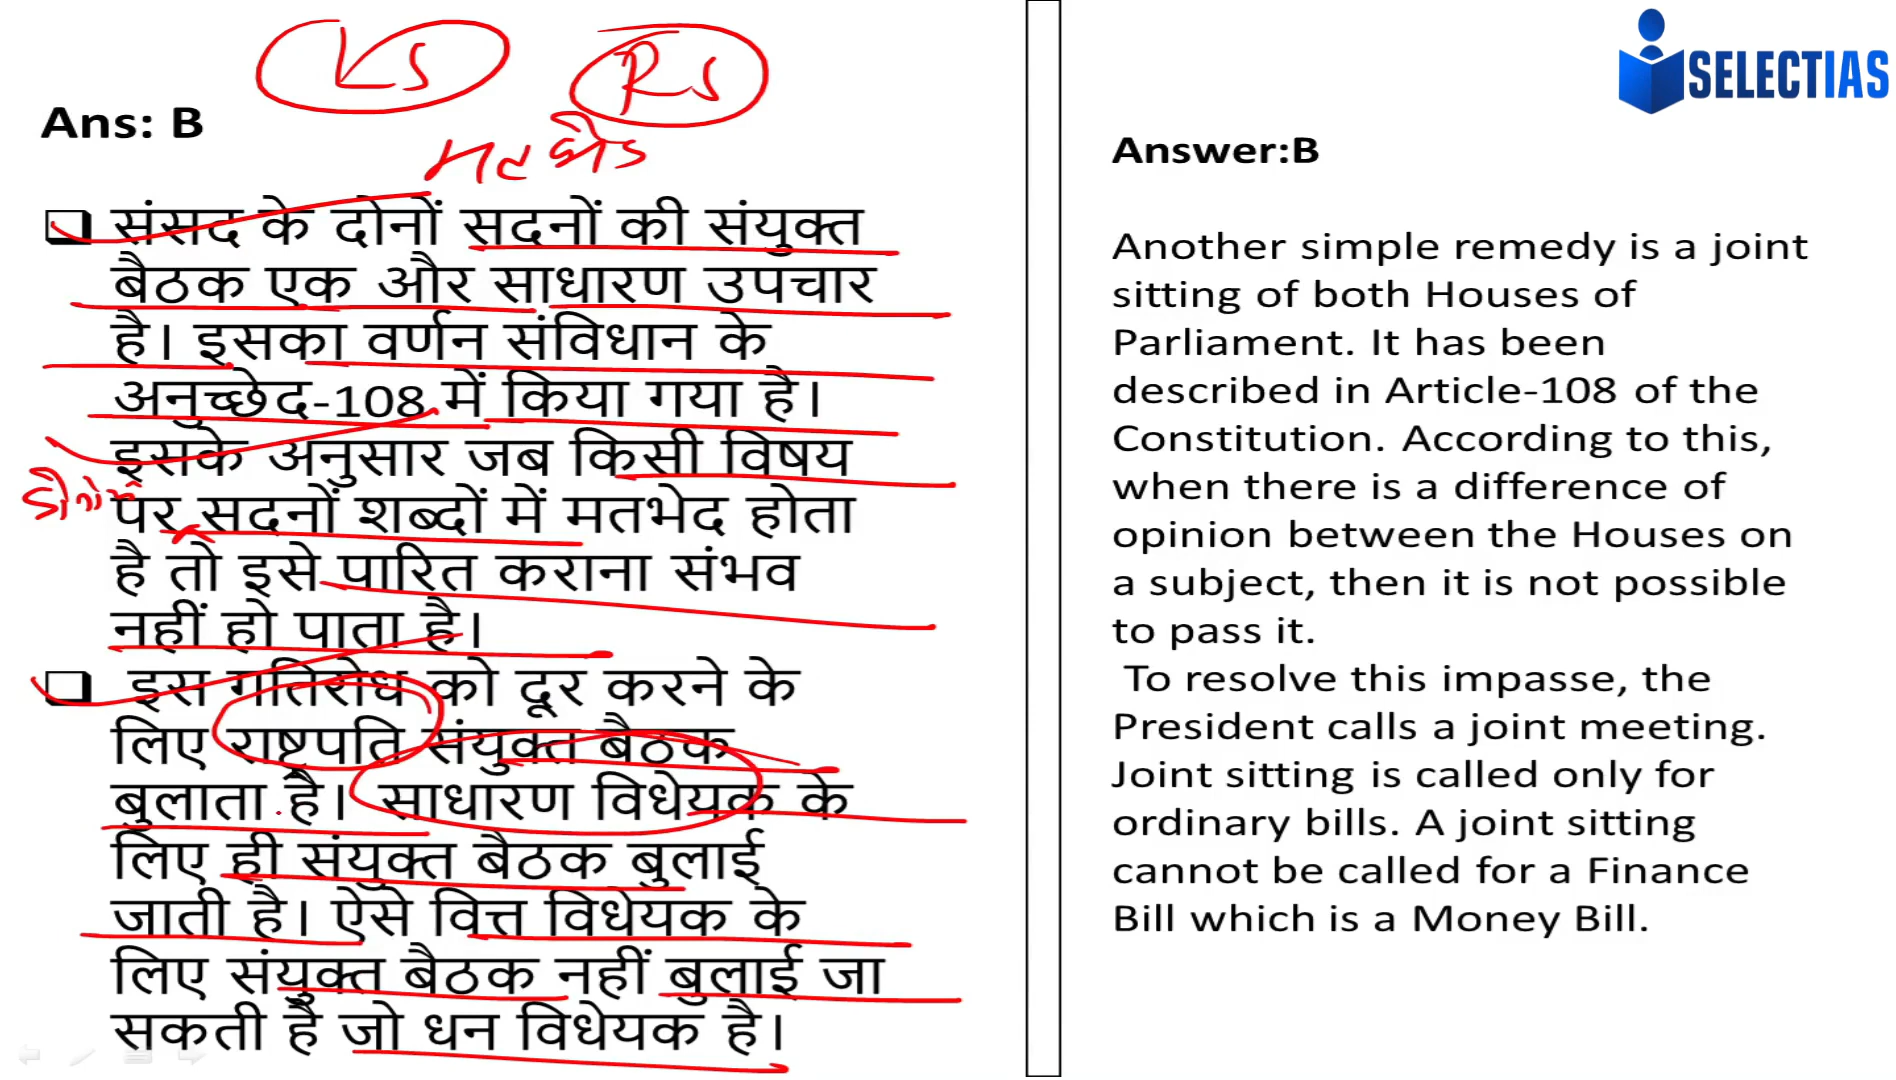 LS
RS
Ans: B
मतभेद
संसद के दोनों सदनों की संयुक्त
बैठक एक और साधारण उपचार
है। इसका वर्णन संविधान के
अनुच्छेद-108 में किया गया है।
इसके अनुसार जब किसी विषय
पर सदनों शब्दों में मतभेद होता
है तो इसे पारित कराना संभव
नहीं हो पाता है।
इस गतिरोध को दूर करने के
लिए राष्ट्रपति संयुक्त बैठक
बुलाता है। साधारण विधेयक के
लिए ही संयुक्त बैठक बुलाई
जाती है। ऐसे वित्त विधेयक के
लिए संयुक्त बैठक नहीं बुलाई जा
सकती है जो धन विधेयक है।
SELECTIAS
Answer:B
Another simple remedy is a joint
sitting of both Houses of
Parliament. It has been
described in Article-108 of the
Constitution. According to this,
when there is a difference of
opinion between the Houses on
a subject, then it is not possible
to pass it.
To resolve this impasse, the
President calls a joint meeting.
Joint sitting is called only for
ordinary bills. A joint sitting
cannot be called for a Finance
Bill which is a Money Bill.